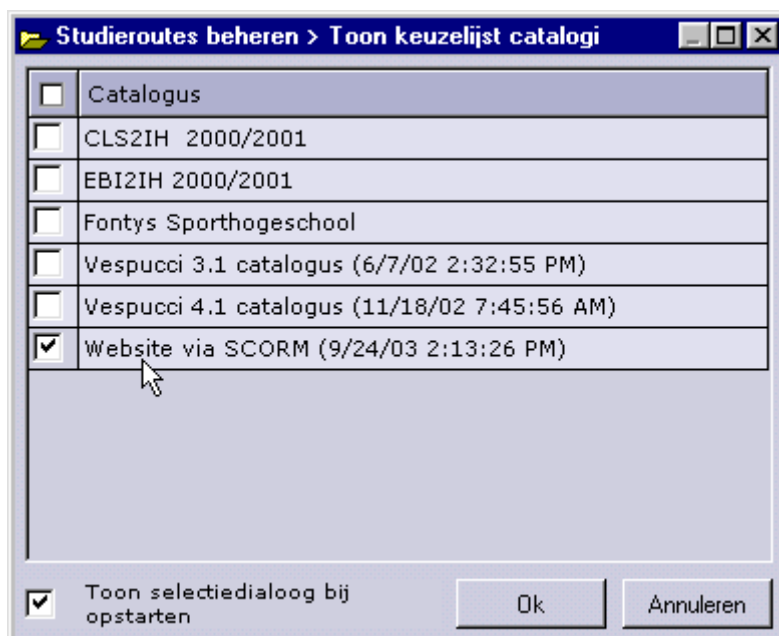 Studieroutes beheren > Toon keuzelijst catalogi
Catalogus
CLS2IH 2000/2001
EBI2IH 2000/2001
Fontys Sporthogeschool
Vespucci 3.1 catalogus (6/7/02 2:32:55 PM)
Vespucci 4.1 catalogus (11/18/02 7:45:56 AM)
Website via SCORM (9/24/03 2:13:26 PM)
Toon selectiedialoog bij
opstarten
Ok
Annuleren